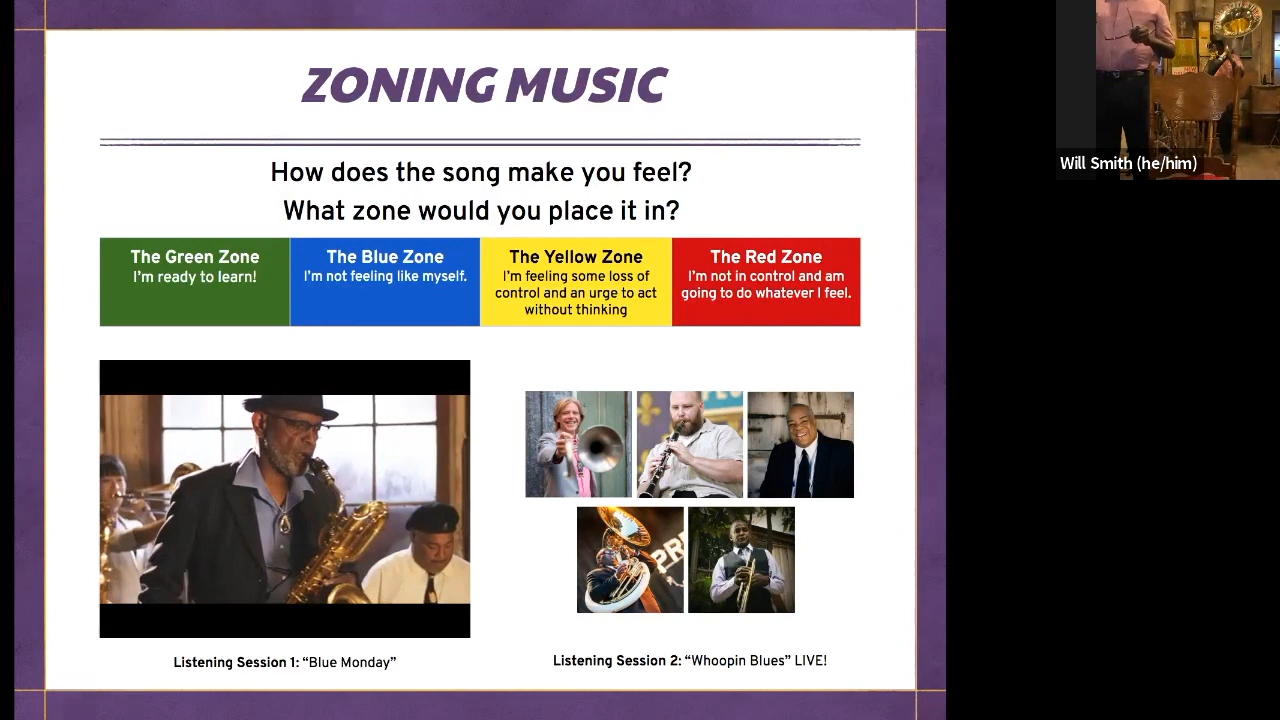 ZONING MUSIC
How does the song make you feel?
What zone would you place it in?
The Green Zone
I'm ready to learn!
The Blue Zone
I'm not feeling like myself.
The Yellow Zone
I'm feeling some loss of
control and an urge to act
without thinking
The Red Zone
I'm not in control and am
going to do whatever I feel.
Listening Session 1: “Blue Monday”
Listening Session 2: “Whoopin Blues” LIVE!
Will Smith (he/him)